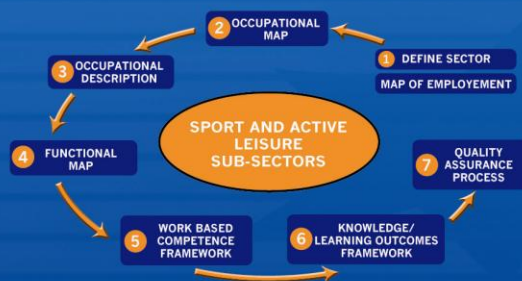 1 DEFINE SECTOR
MAP OF EMPLOYEMENT
2 OCCUPATIONAL
MAP
3 OCCUPATIONAL
DESCRIPTION
4 FUNCTIONAL
MAP
5 WORK BASED
COMPETENCE
FRAMEWORK
6 KNOWLEDGE/
LEARNING OUTCOMES
FRAMEWORK
7 QUALITY
ASSURANCE
PROCESS
SPORT AND ACTIVE
LEISURE
SUB-SECTORS